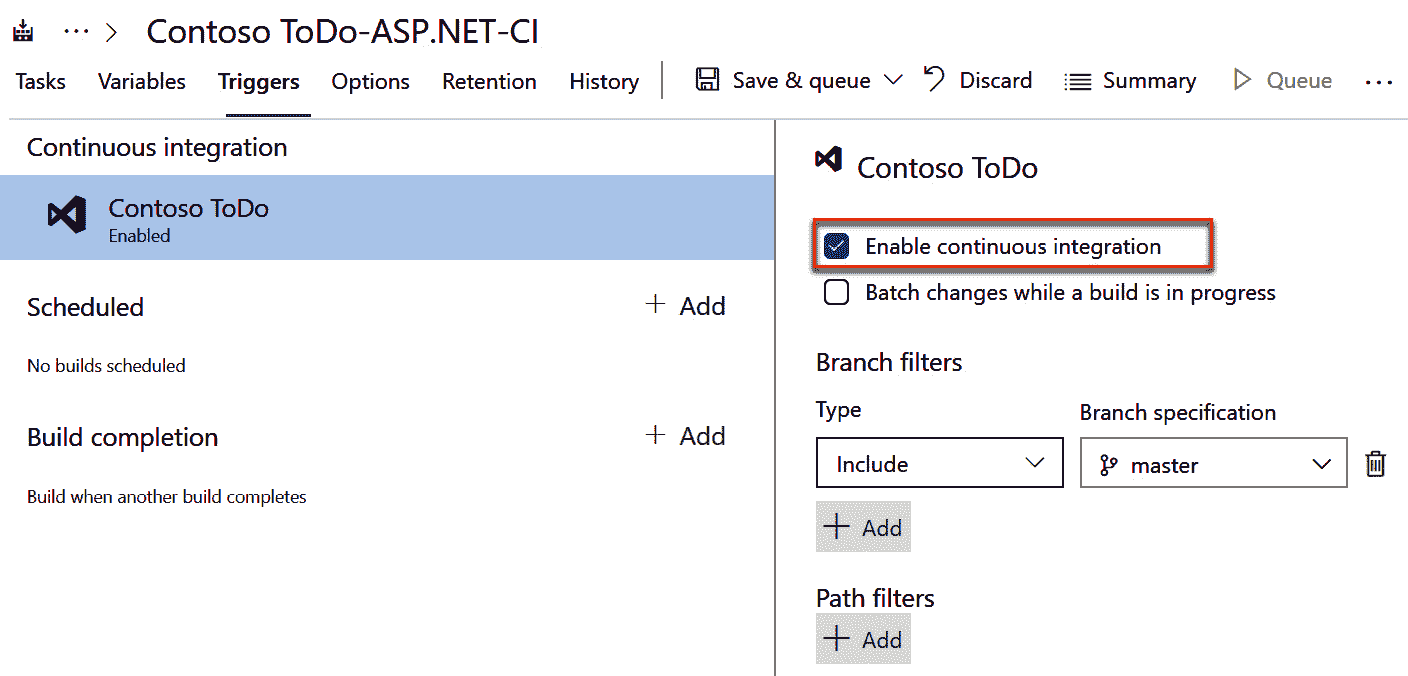 ... > Contoso ToDo-ASP.NET-CI
Tasks Variables Triggers Options Retention History Save & queue Discard Summary Queue ...
Continuous integration
Contoso ToDo
Enabled
Scheduled + Add
No builds scheduled
Build completion + Add
Build when another build completes
Contoso ToDo
Enable continuous integration
Batch changes while a build is in progress
Branch filters
Type Branch specification
Include master
+ Add
Path filters
+ Add